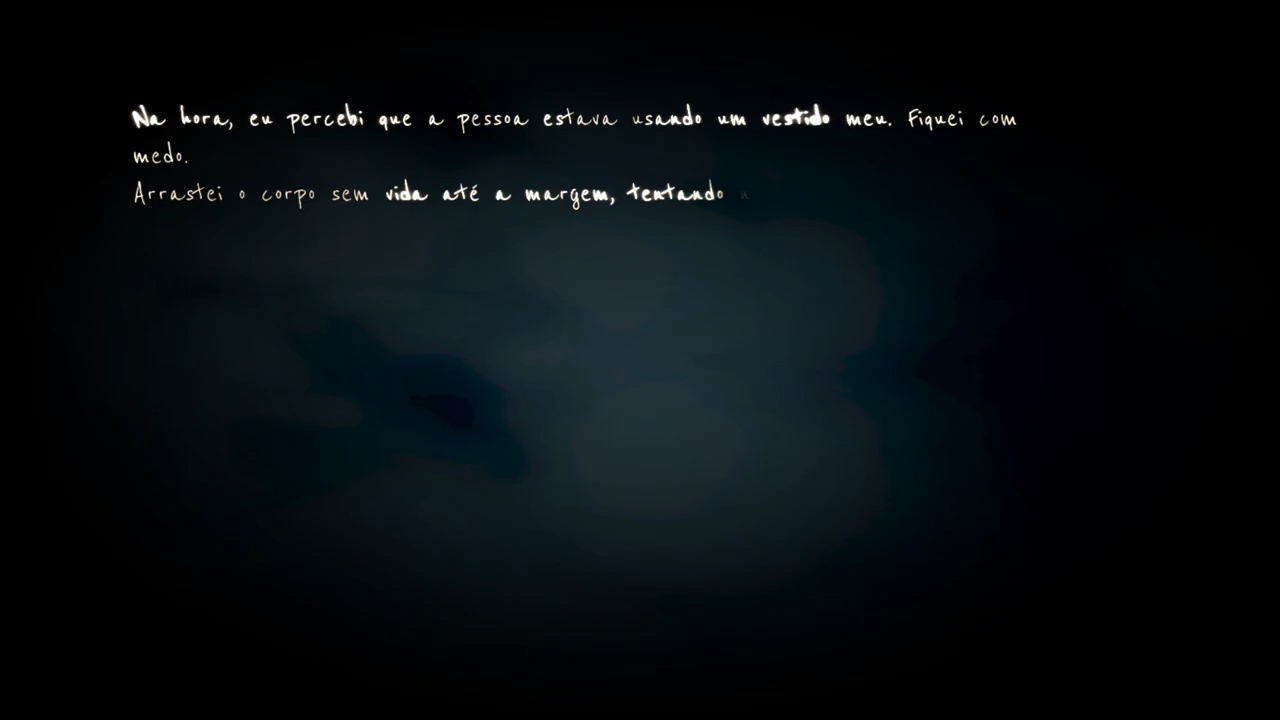 Na hora, eu percebi que a pessoa estava usando um vestido meu. Fiquei com
medo.
Arrastei o corpo sem vida até a margem, tentando